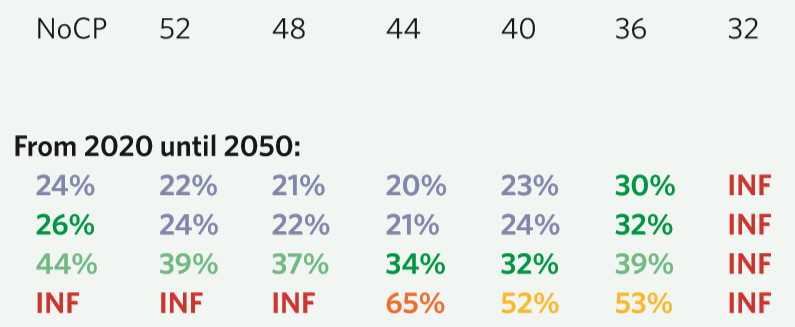 NoCP 52 48 44 40 36 32
From 2020 until 2050:
24% 22% 21% 20% 23% 30% INF
26% 24% 22% 21% 24% 32% INF
44% 39% 37% 34% 32% 39% INF
INF INF INF 65% 52% 53% INF